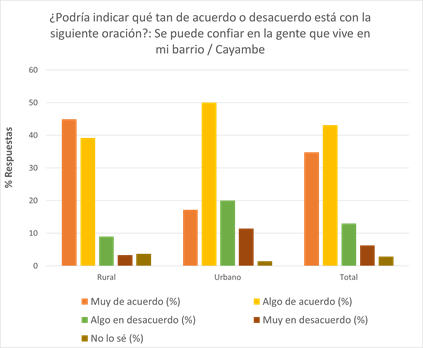 ¿Podría indicar qué tan de acuerdo o desacuerdo está con la
siguiente oración?: Se puede confiar en la gente que vive en
mi barrio / Cayambe
% Respuestas
60
50
40
30
20
10
0
Rural
Urbano
Total
Muy de acuerdo (%)
Algo de acuerdo (%)
Algo en desacuerdo (%)
Muy en desacuerdo (%)
No lo sé (%)